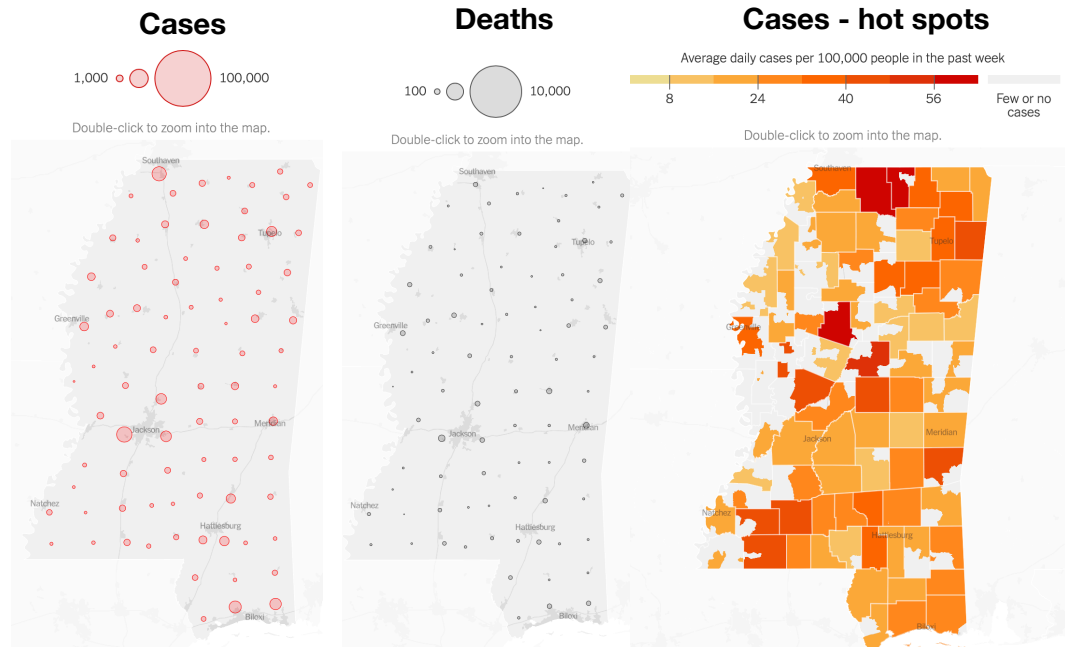 Cases
1,000
100,000
Double-click to zoom into the map.
Southaven
Tupelo
Greenville
Jackson
Meridian
Natchez
Hattiesburg
Biloxi
Deaths
100
10,000
Double-click to zoom into the map.
Southaven
Tupelo
Greenville
Jackson
Meridian
Natchez
Hattiesburg
Biloxi
Cases - hot spots
Average daily cases per 100,000 people in the past week
8
24
40
56
Few or no
cases
Double-click to zoom into the map.
Southaven
Tupelo
Greenville
Jackson
Meridian
Natchez
Hattiesburg
Biloxi